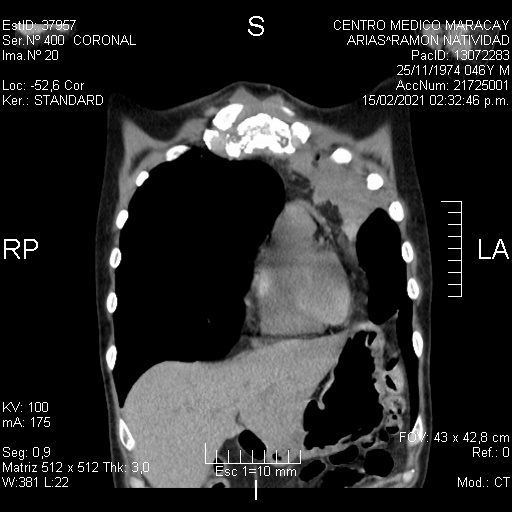 EstID: 37957
Ser.Nº 400 CORONAL
Ima.Nº 20
Loc: -52,6 Cor
Ker.: STANDARD
S
CENTRO MEDICO MARACAY
ARIAS^RAMON NATIVIDAD
PacID: 13072283
25/11/1974 046Y M
AccNum: 21725001
15/02/2021 02:32:46 p.m.
RP
LA
KV: 100
mA: 175
Seg: 0,9
Matriz 512 x 512 Thk: 3,0
W:381 L:22
Esc 1=10 mm
I
FOV: 43 x 42,8 cm
Ref.: 0
Mod.: CT